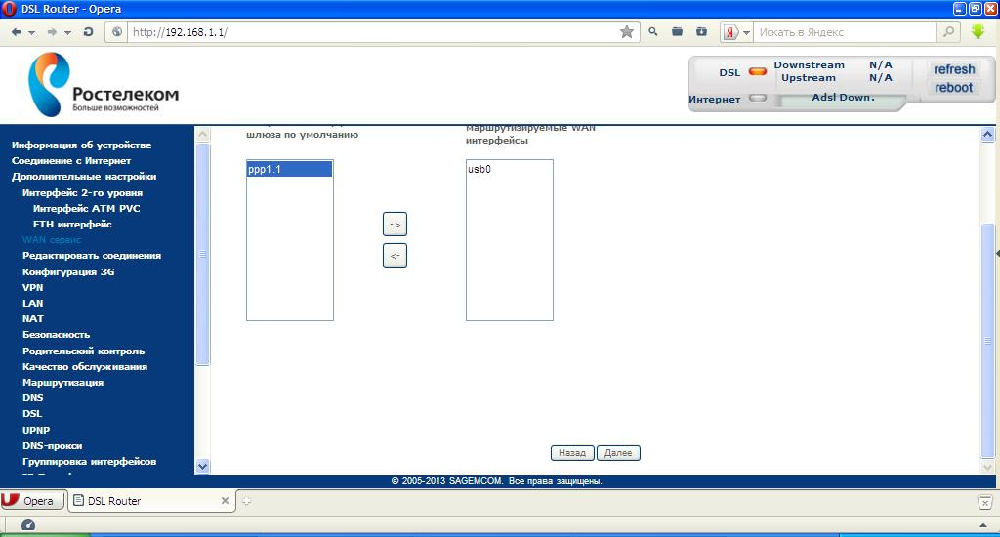 DSL Router - Opera
http://192.168.1.1/
Я
Искать в Яндекс
Ростелеком
Больше возможностей
DSL
Downstream N/A
Upstream N/A
refresh
reboot
Интернет
Adsl Down.
Информация об устройстве
Соединение с Интернет
Дополнительные настройки
Интерфейс 2-го уровня
Интерфейс ATM PVC
ETH интерфейс
WAN сервис
Редактировать соединения
Конфигурация 3G
VPN
LAN
NAT
Безопасность
Родительский контроль
Качество обслуживания
Маршрутизация
DNS
DSL
UPNP
DNS-прокси
Группировка интерфейсов
шлюза по умолчанию
маршрутизируемые WAN
интерфейсы
ppp1.1
->
<-
usb0
Назад
Далее
© 2005-2013 SAGEMCOM. Все права защищены.
Opera
DSL Router